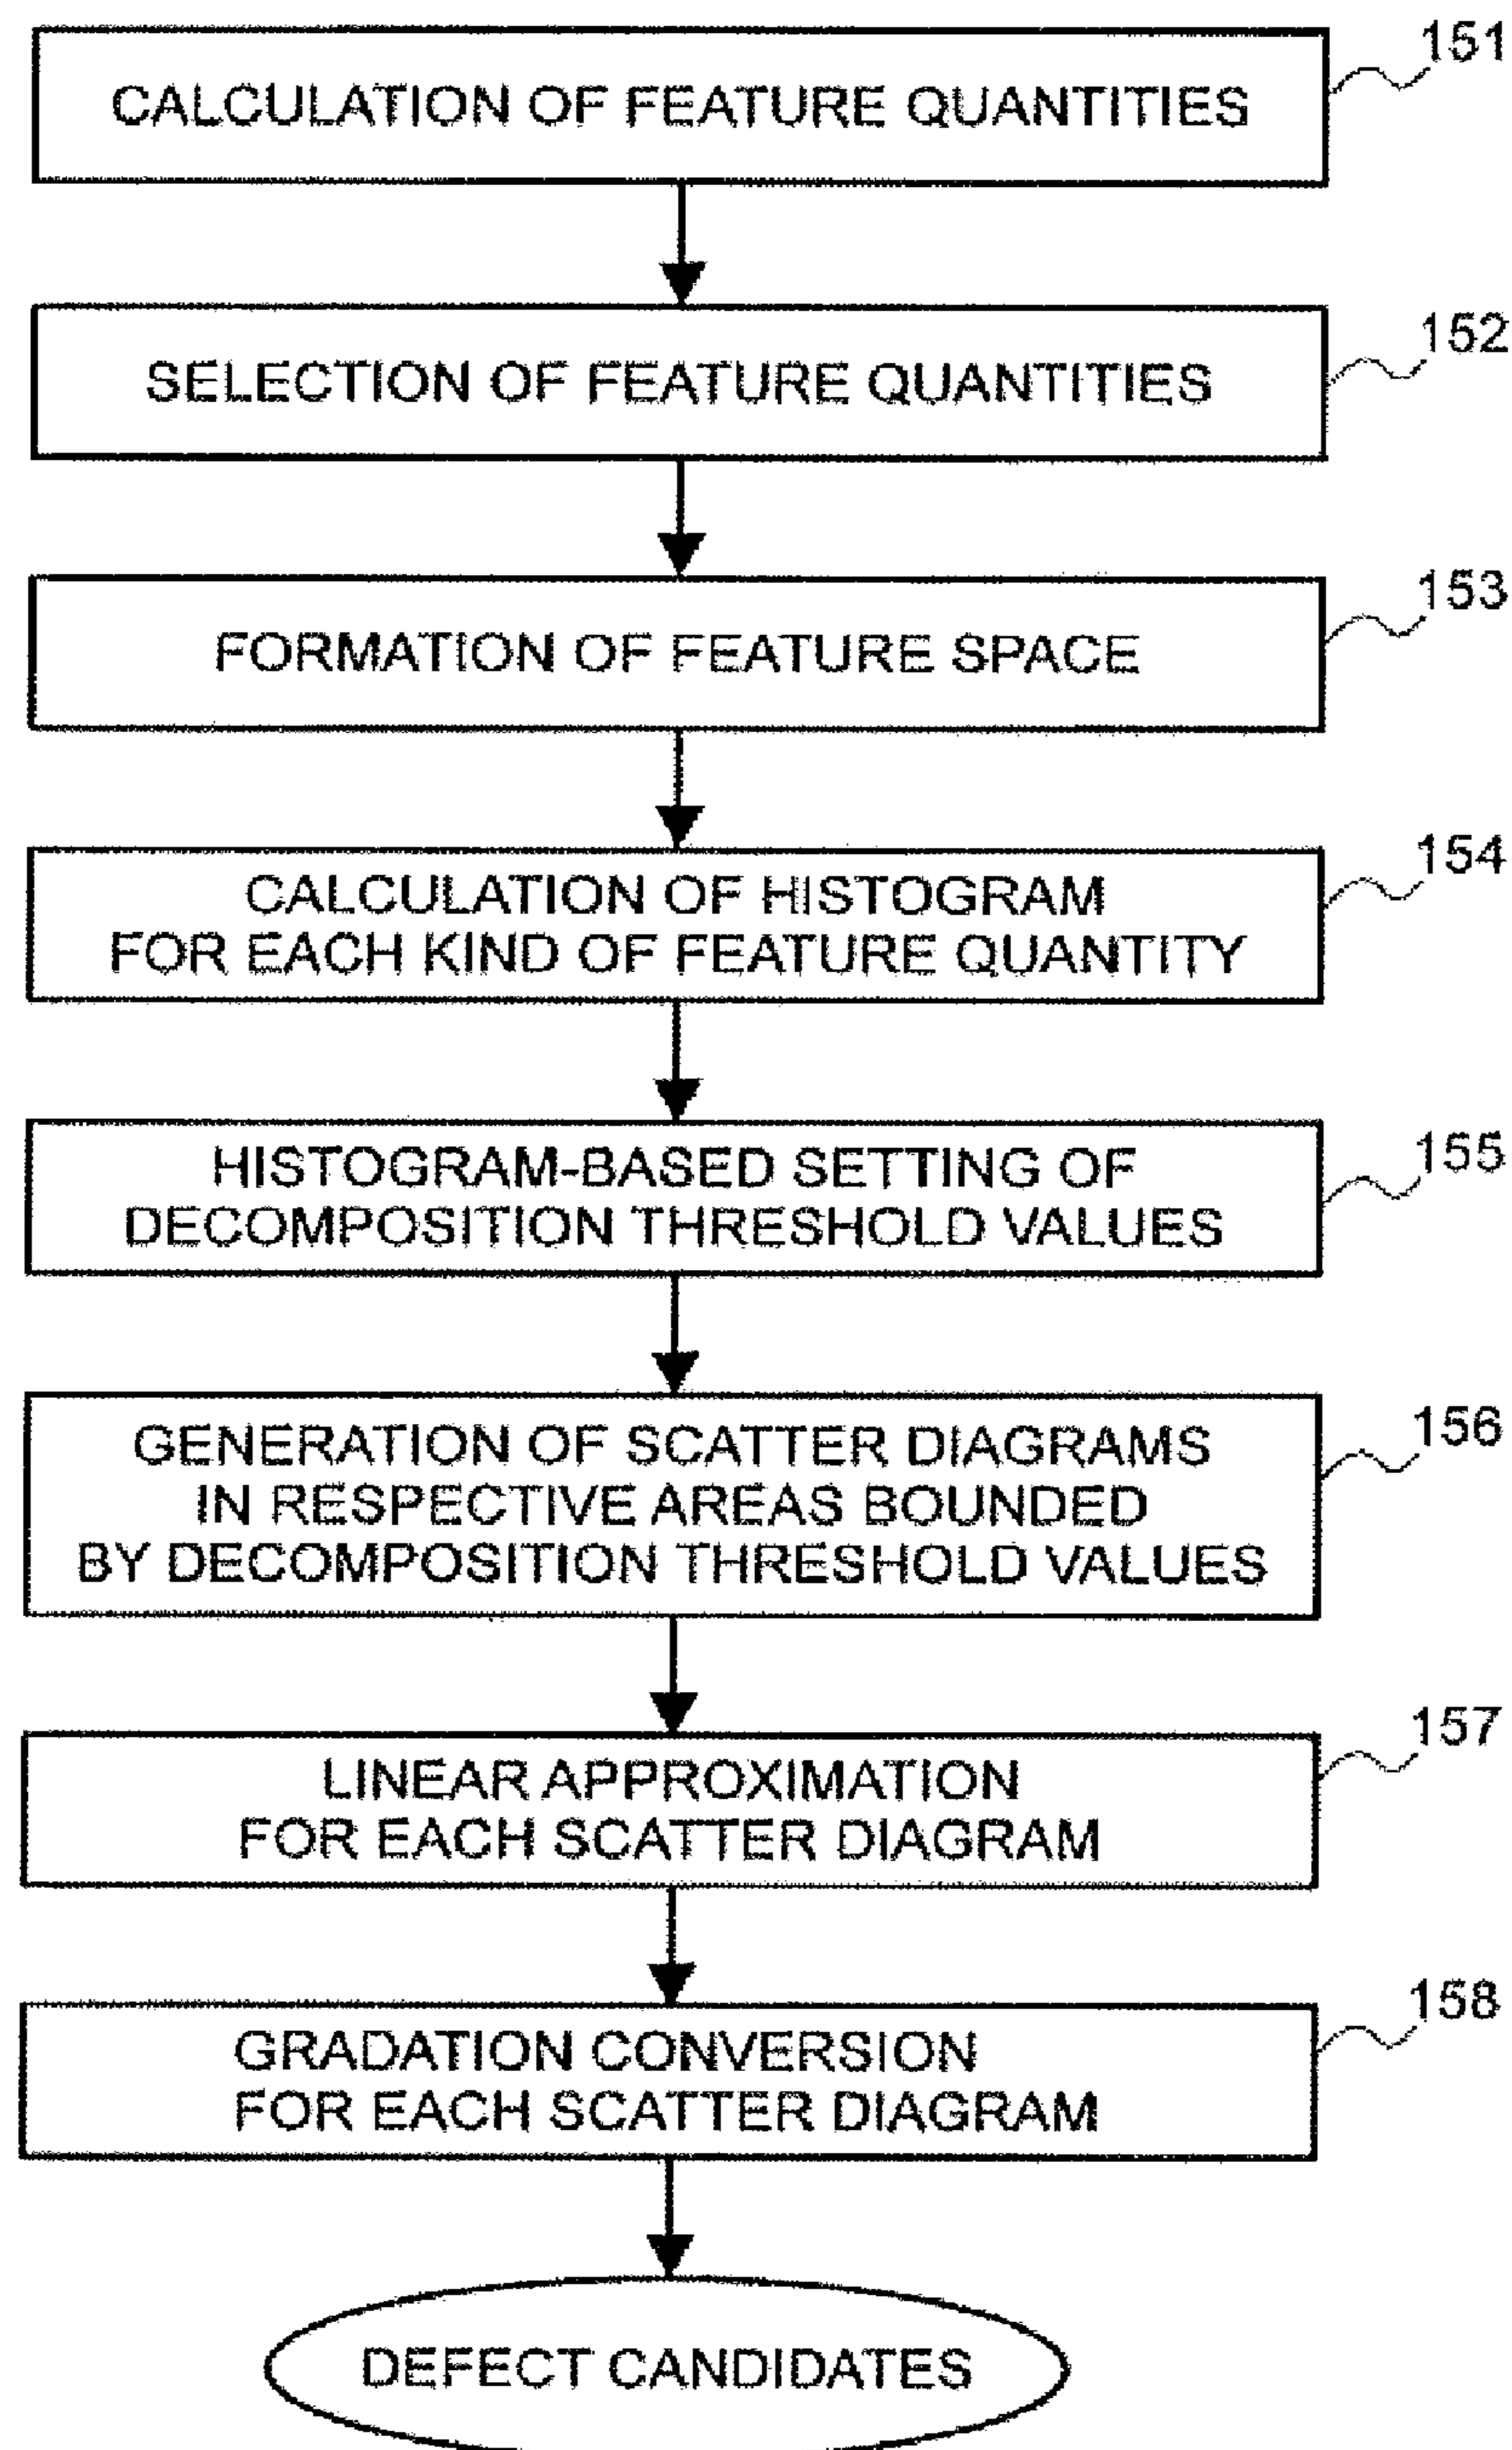 151
CALCULATION OF FEATURE QUANTITIES
152
SELECTION OF FEATURE QUANTITIES
153
FORMATION OF FEATURE SPACE
154
CALCULATION OF HISTOGRAM
FOR EACH KIND OF FEATURE QUANTITY
155
HISTOGRAM-BASED SETTING OF
DECOMPOSITION THRESHOLD VALUES
156
GENERATION OF SCATTER DIAGRAMS
IN RESPECTIVE AREAS BOUNDED
BY DECOMPOSITION THRESHOLD VALUES
157
LINEAR APPROXIMATION
FOR EACH SCATTER DIAGRAM
158
GRADATION CONVERSION
FOR EACH SCATTER DIAGRAM
DEFECT CANDIDATES